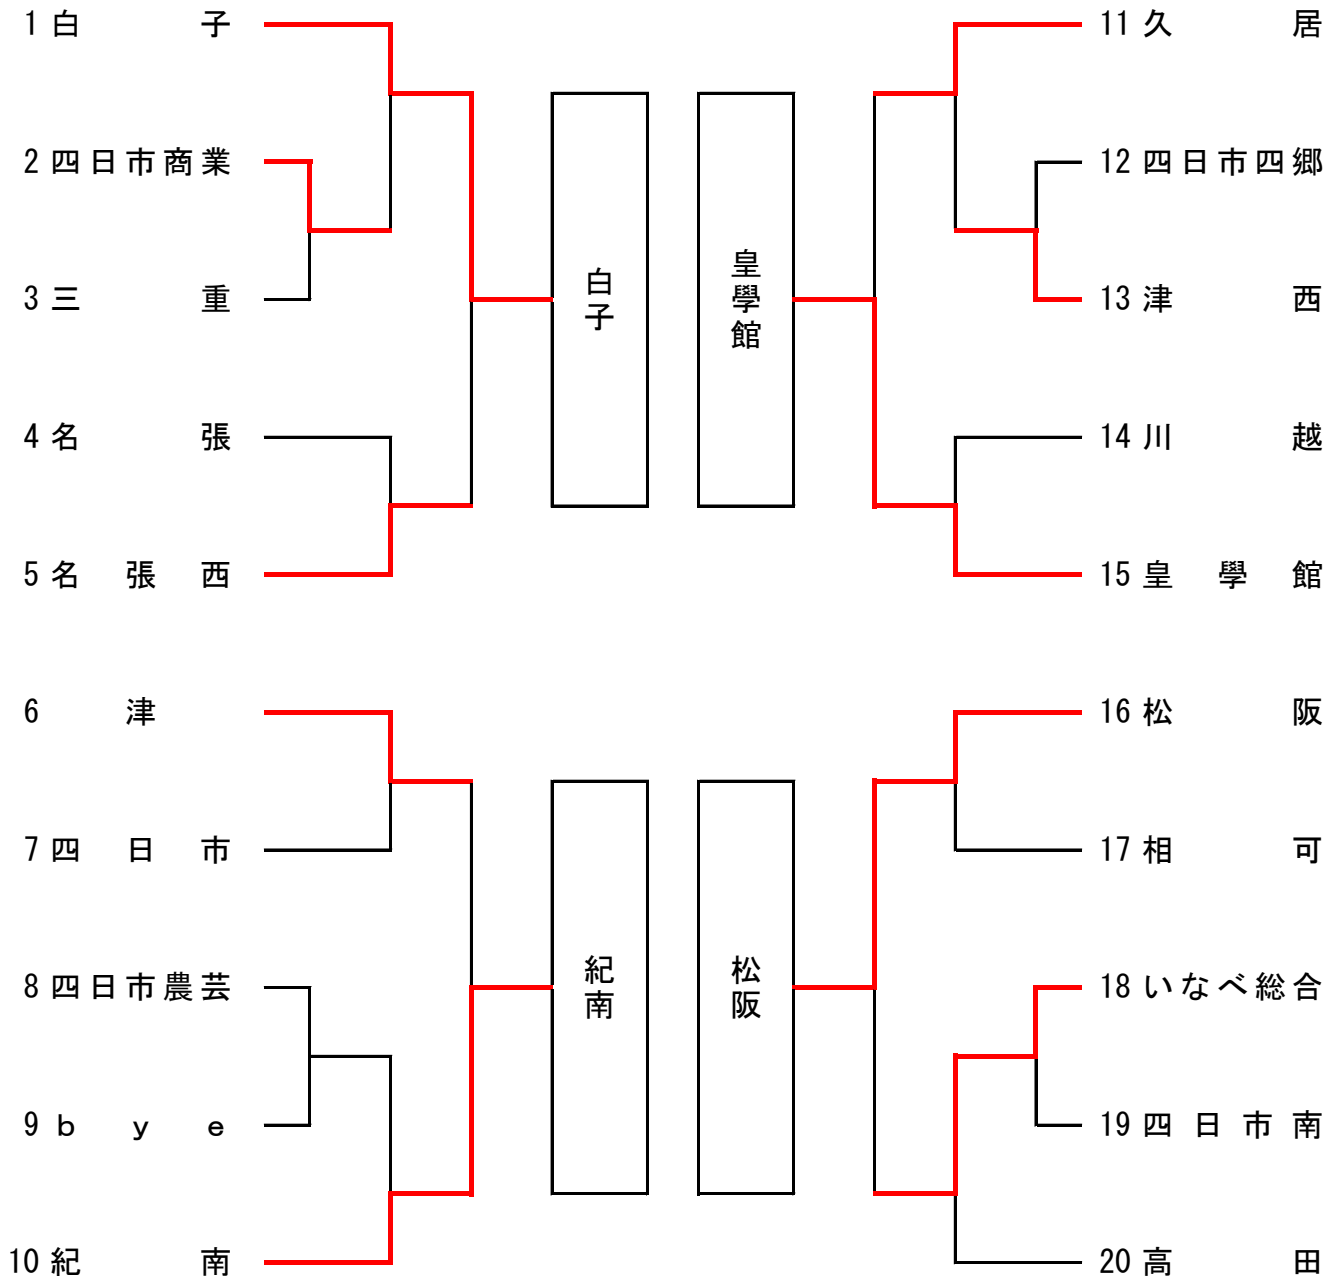 1 白子
2 四日市商業
3 三重
4 名張
5 名張西
6 津
7 四日市
8 四日市農芸
9 ｂｙｅ
10 紀南
白子
皇學館
紀南
松阪
11 久居
12 四日市四郷
13 津西
14 川越
15 皇學館
16 松阪
17 相可
18 いなべ総合
19 四日市南
20 高田